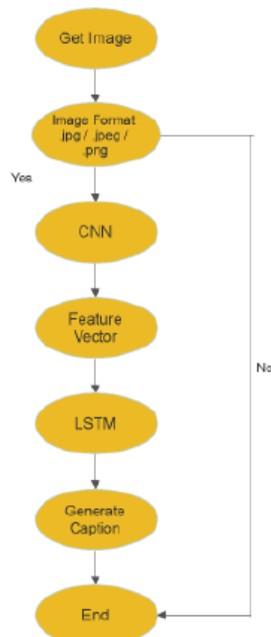 Get Image
Image Format
.jpg / .jpeg /
.png
Yes
CNN
Feature
Vector
No
LSTM
Generate
Caption
End